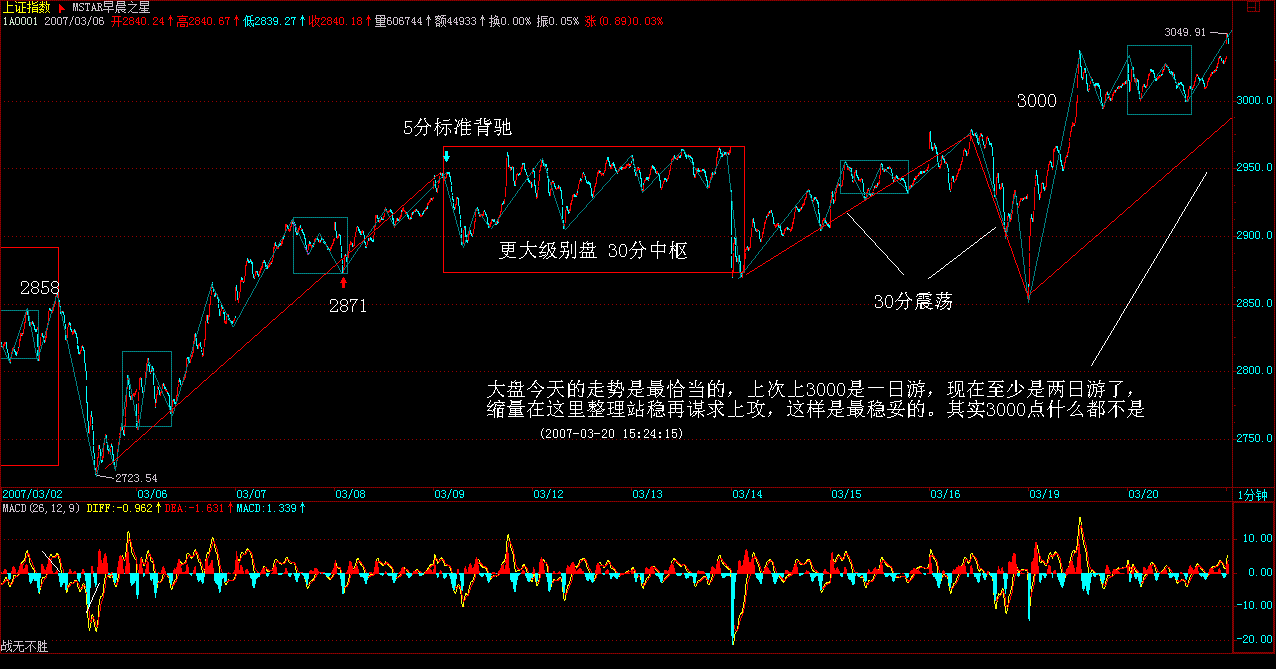 上证指数 MSTAR早晨之星
1A0001 2007/03/06 开2840.24↑高2840.87↑低2839.27↑收2840.18↑量606744↑额44933↑换0.00% 振0.05% 涨(0.89)0.03%
3049.91
3000
3000.0
5分标准背驰
2950.0
更大级别盘 30分中枢
2900.0
2858
2871
30分震荡
2850.0
大盘今天的走势是最恰当的，上次上3000是一日游，现在至少是两日游了，
缩量在这里整理站稳再谋求上攻，这样是最稳妥的。其实3000点什么都不是
(2007-03-20 15:24:15)
2800.0
2750.0
2723.54
2007/03/02 03/06 03/07 03/08 03/09 03/12 03/13 03/14 03/15 03/16 03/19 03/20 1分钟
MACD(26,12,9) DIFF:-0.962↑DEA:-1.631↑MACD:1.339↑
10.00
0.00
-10.00
-20.00
战无不胜